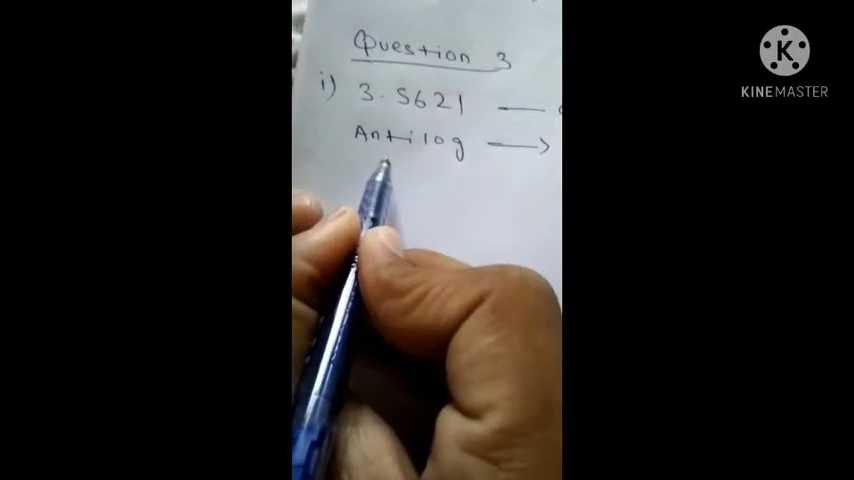 Question 3
i) 3.5621 —
Antilog →
KINEMASTER